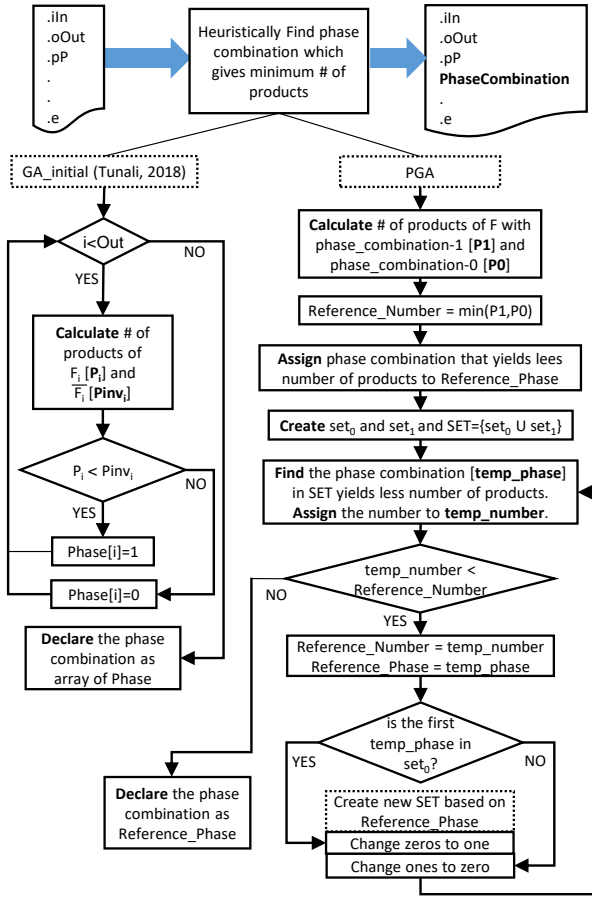 .iIn
.oOut
.pP
.
.
.e
Heuristically Find phase
combination which
gives minimum # of
products
.iIn
.oOut
.pP
PhaseCombination
.
.e
GA_initial (Tunali, 2018)
i<Out
NO
YES
Calculate # of
products of
Fi [Pi] and
F̅i̅ [Pinvi]
Pi < Pinvi
NO
YES
Phase[i]=1
Phase[i]=0
Declare the phase
combination as
array of Phase
PGA
Calculate # of products of F with
phase_combination-1 [P1] and
phase_combination-0 [P0]
Reference_Number = min(P1,P0)
Assign phase combination that yields lees
number of products to Reference_Phase
Create set0 and set1 and SET={set0 U set1}
Find the phase combination [temp_phase]
in SET yields less number of products.
Assign the number to temp_number.
temp_number <
Reference_Number
NO
YES
Reference_Number = temp_number
Reference_Phase = temp_phase
is the first
temp_phase in
set0?
YES
NO
Declare the phase
combination as
Reference_Phase
Create new SET based on
Reference_Phase
Change zeros to one
Change ones to zero